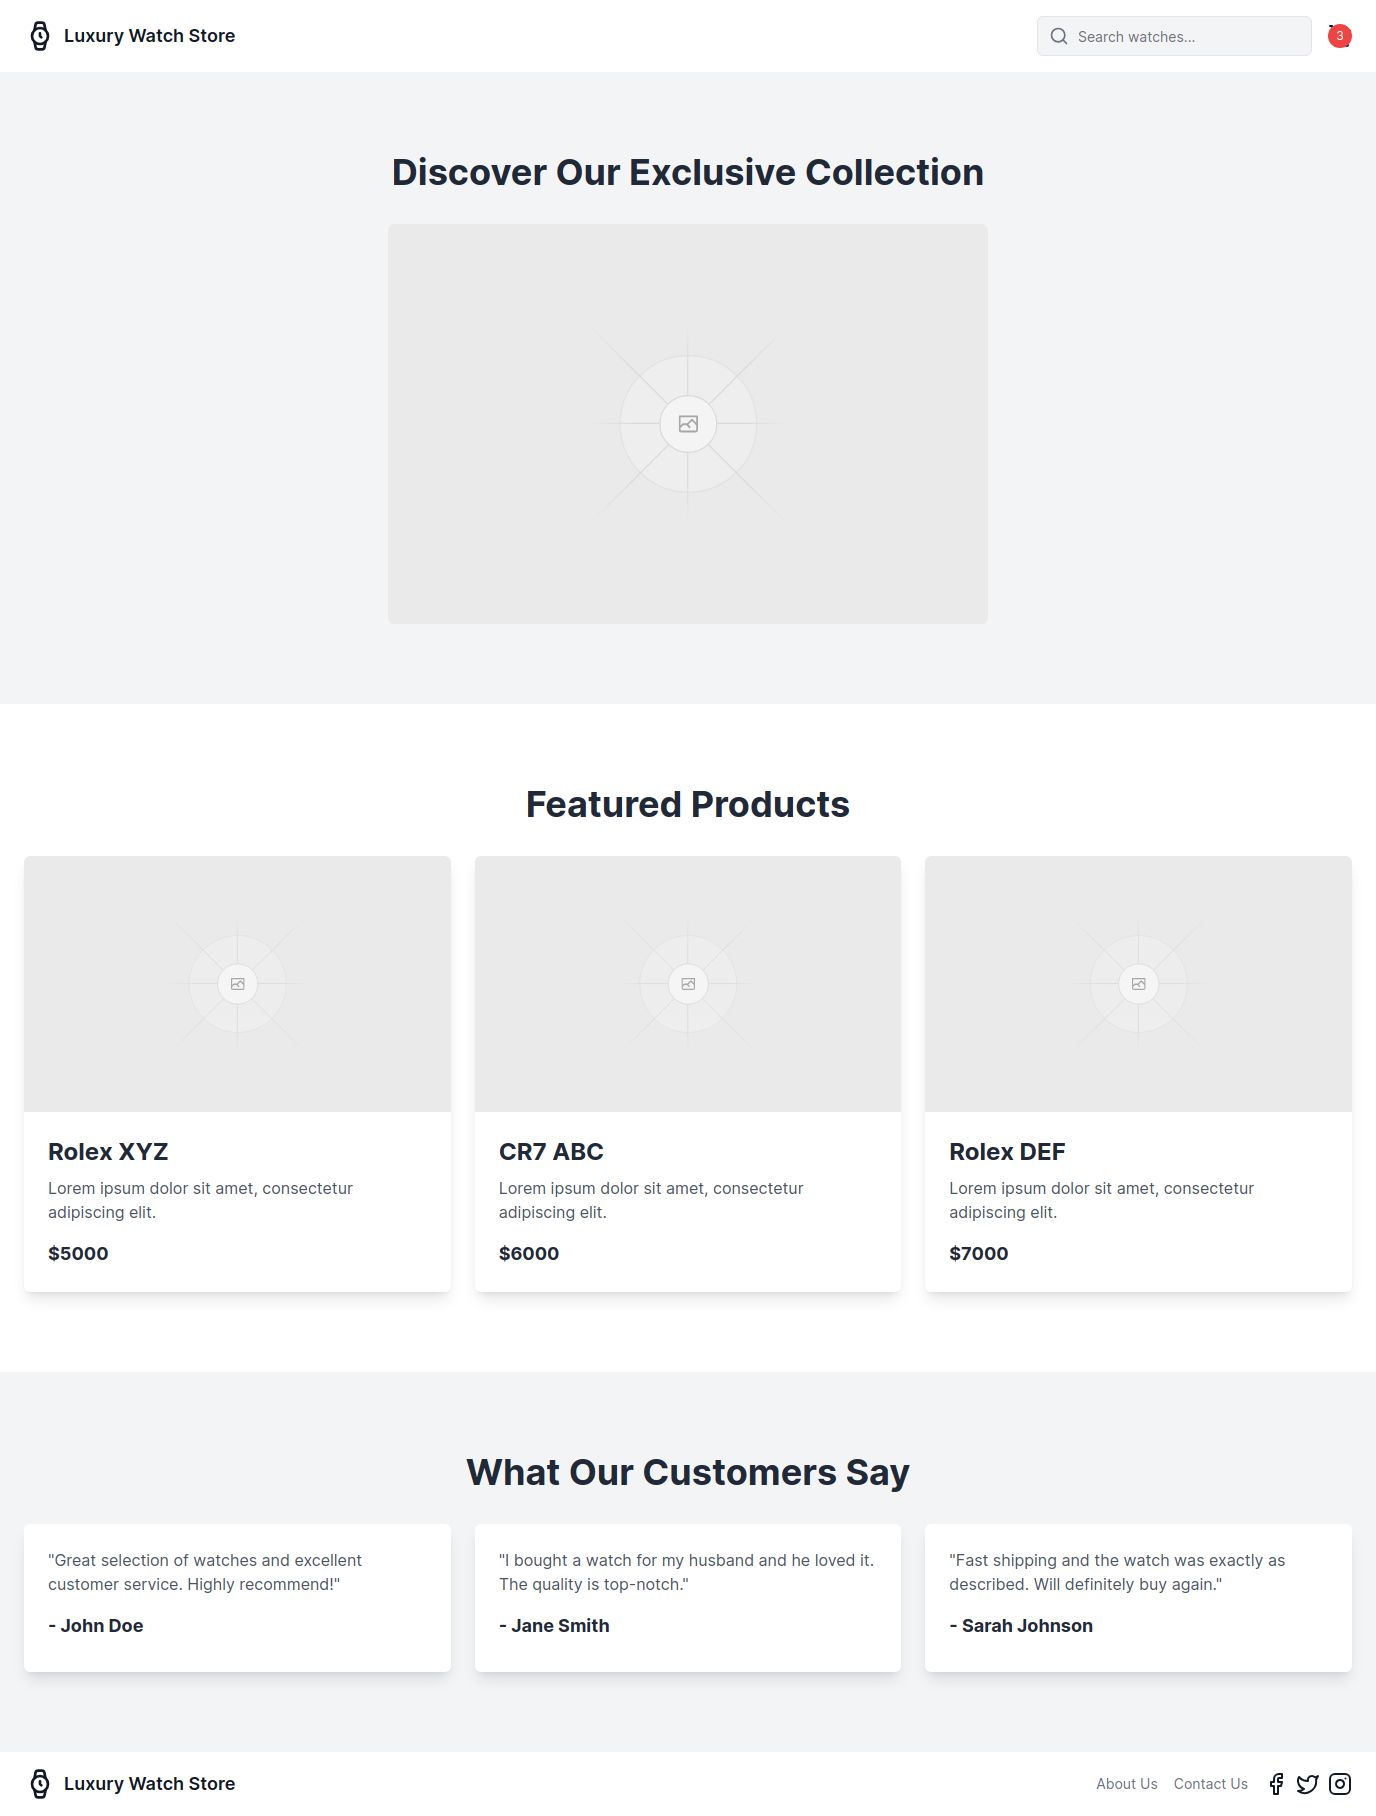 Luxury Watch Store
Search watches...
3
Discover Our Exclusive Collection
Featured Products
Rolex XYZ
Lorem ipsum dolor sit amet, consectetur
adipiscing elit.
$5000
CR7 ABC
Lorem ipsum dolor sit amet, consectetur
adipiscing elit.
$6000
Rolex DEF
Lorem ipsum dolor sit amet, consectetur
adipiscing elit.
$7000
What Our Customers Say
"Great selection of watches and excellent
customer service. Highly recommend!"
- John Doe
"I bought a watch for my husband and he loved it.
The quality is top-notch."
- Jane Smith
"Fast shipping and the watch was exactly as
described. Will definitely buy again."
- Sarah Johnson
Luxury Watch Store
About Us
Contact Us